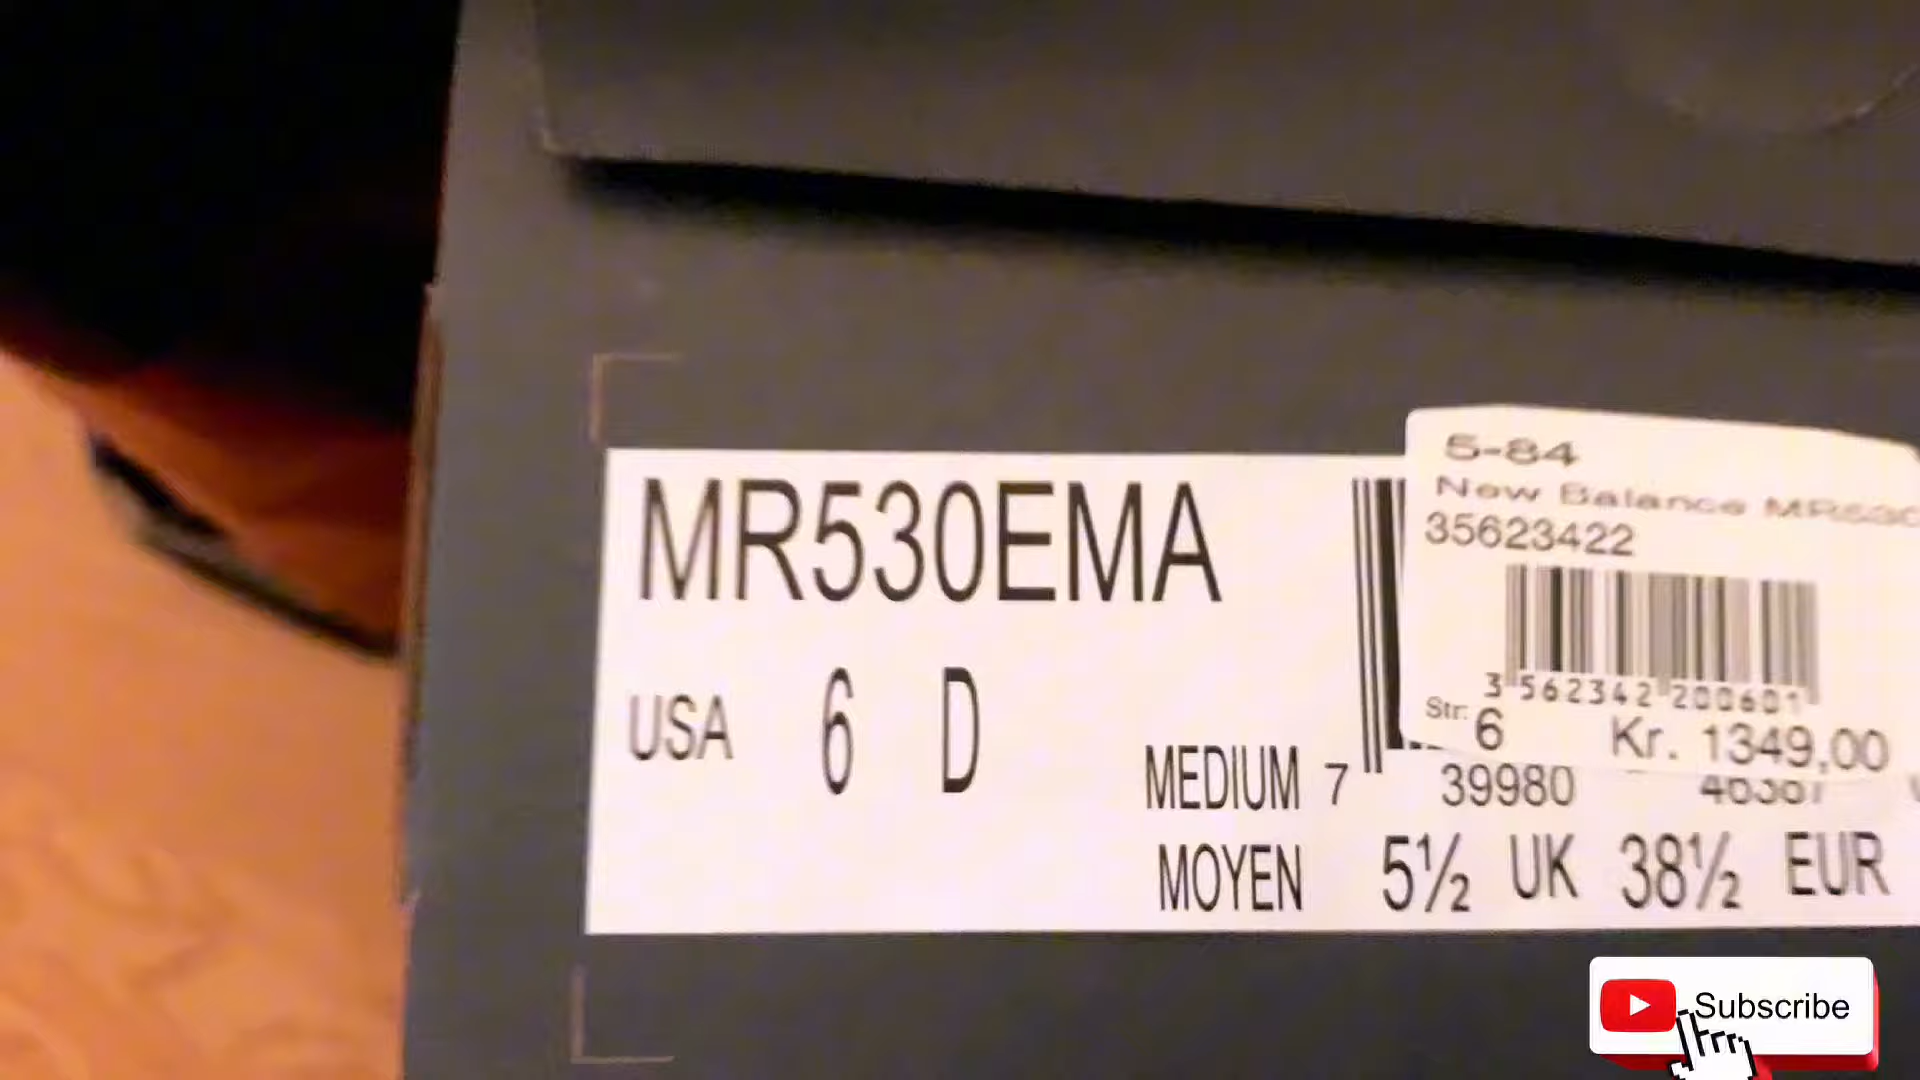 5-84
New Balance MR530
35623422
MR530EMA
3 562342 200601
USA 6 D
Str: 6 Kr. 1349,00
MEDIUM 7 39980
MOYEN 5½ UK 38½ EUR
Subscribe